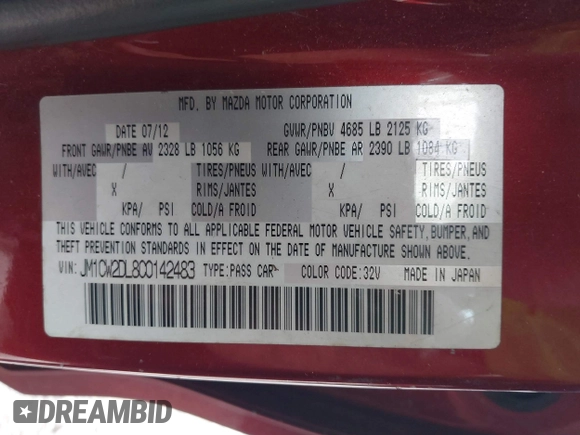 MFD. BY MAZDA MOTOR CORPORATION
DATE 07/12 GVWR/PNBV 4685 LB 2125 KG
FRONT GAWR/PNBE AV 2328 LB 1056 KG REAR GAWR/PNBE AR 2390 LB 1084 KG
WITH/AVEC / TIRES/PNEUS WITH/AVEC / TIRES/PNEUS
X RIMS/JANTES X RIMS/JANTES
KPA/ PSI COLD/A FROID KPA/ PSI COLD/A FROID
THIS VEHICLE CONFORMS TO ALL APPLICABLE FEDERAL MOTOR VEHICLE SAFETY, BUMPER, AND
THEFT PREVENTION STANDARDS IN EFFECT ON THE DATE OF MANUFACTURE SHOWN ABOVE.
VIN: JM1CW2DL8C0142483 TYPE:PASS CAR COLOR CODE:32V MADE IN JAPAN
DREAMBID